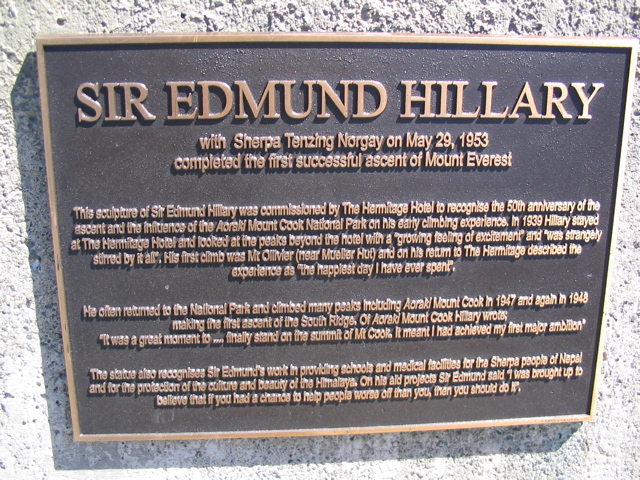 SIR EDMUND HILLARY
with Sherpa Tenzing Norgay on May 29, 1953
completed the first successful ascent of Mount Everest
This sculpture of Sir Edmund Hillary was commissioned by The Hermitage Hotel to recognise the 50th anniversary of the
ascent and the influence of the Aoraki Mount Cook National Park on his early climbing experience. In 1939 Hillary stayed
at The Hermitage Hotel and looked at the peaks beyond the hotel with a "growing feeling of excitement" and "was strangely
stirred by it all". His first climb was Mt Ollivier (near Mueller Hut) and on his return to The Hermitage described the
experience as "the happiest day I have ever spent".
He often returned to the National Park and climbed many peaks including Aoraki Mount Cook in 1947 and again in 1948
making the first ascent of the South Ridge. Of Aoraki Mount Cook Hillary wrote;
"It was a great moment to .... finally stand on the summit of Mt Cook. It meant I had achieved my first major ambition"
The statue also recognises Sir Edmund's work in providing schools and medical facilities for the Sherpa people of Nepal
and for the protection of the culture and beauty of the Himalaya. On his aid projects Sir Edmund said "I was brought up to
believe that if you had a chance to help people worse off than you, then you should do it".